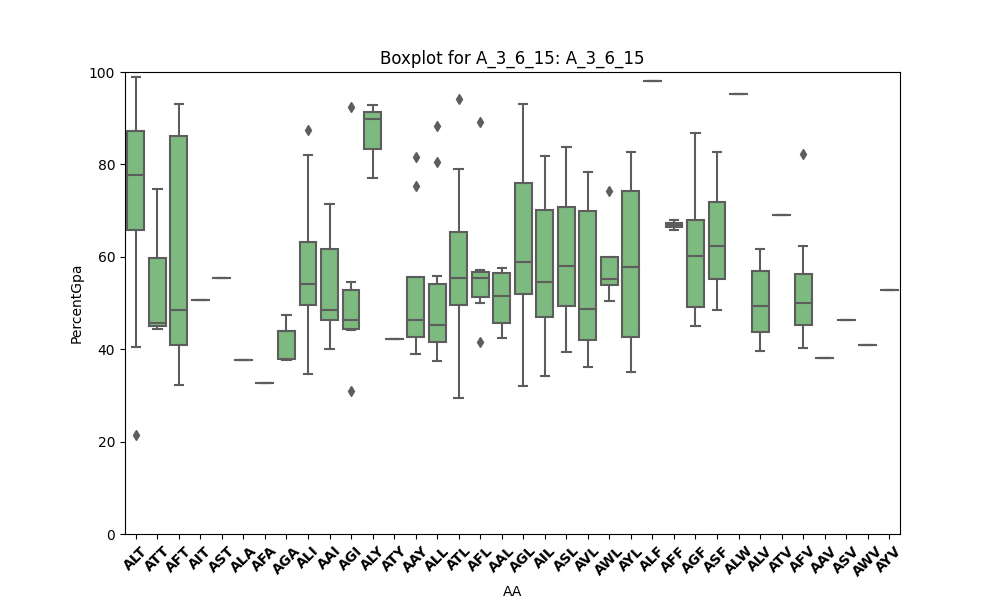 Boxplot for A_3_6_15: A_3_6_15
PercentGpa
100
80
60
40
20
0
ALT ATT AFT AIT AST ALA AFA AGA ALI AAI AGI ALY ATY AAY ALL ATL AFL AAL AGL AIL ASL AVL AWL AYL ALF AFF AGF ASF ALW ALV ATV AFV AAV ASV AWV AYV
AA